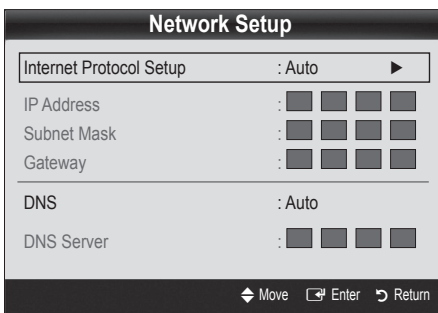 Network Setup
Internet Protocol Setup : Auto ►
IP Address :
Subnet Mask :
Gateway :
DNS : Auto
DNS Server :
Move Enter Return